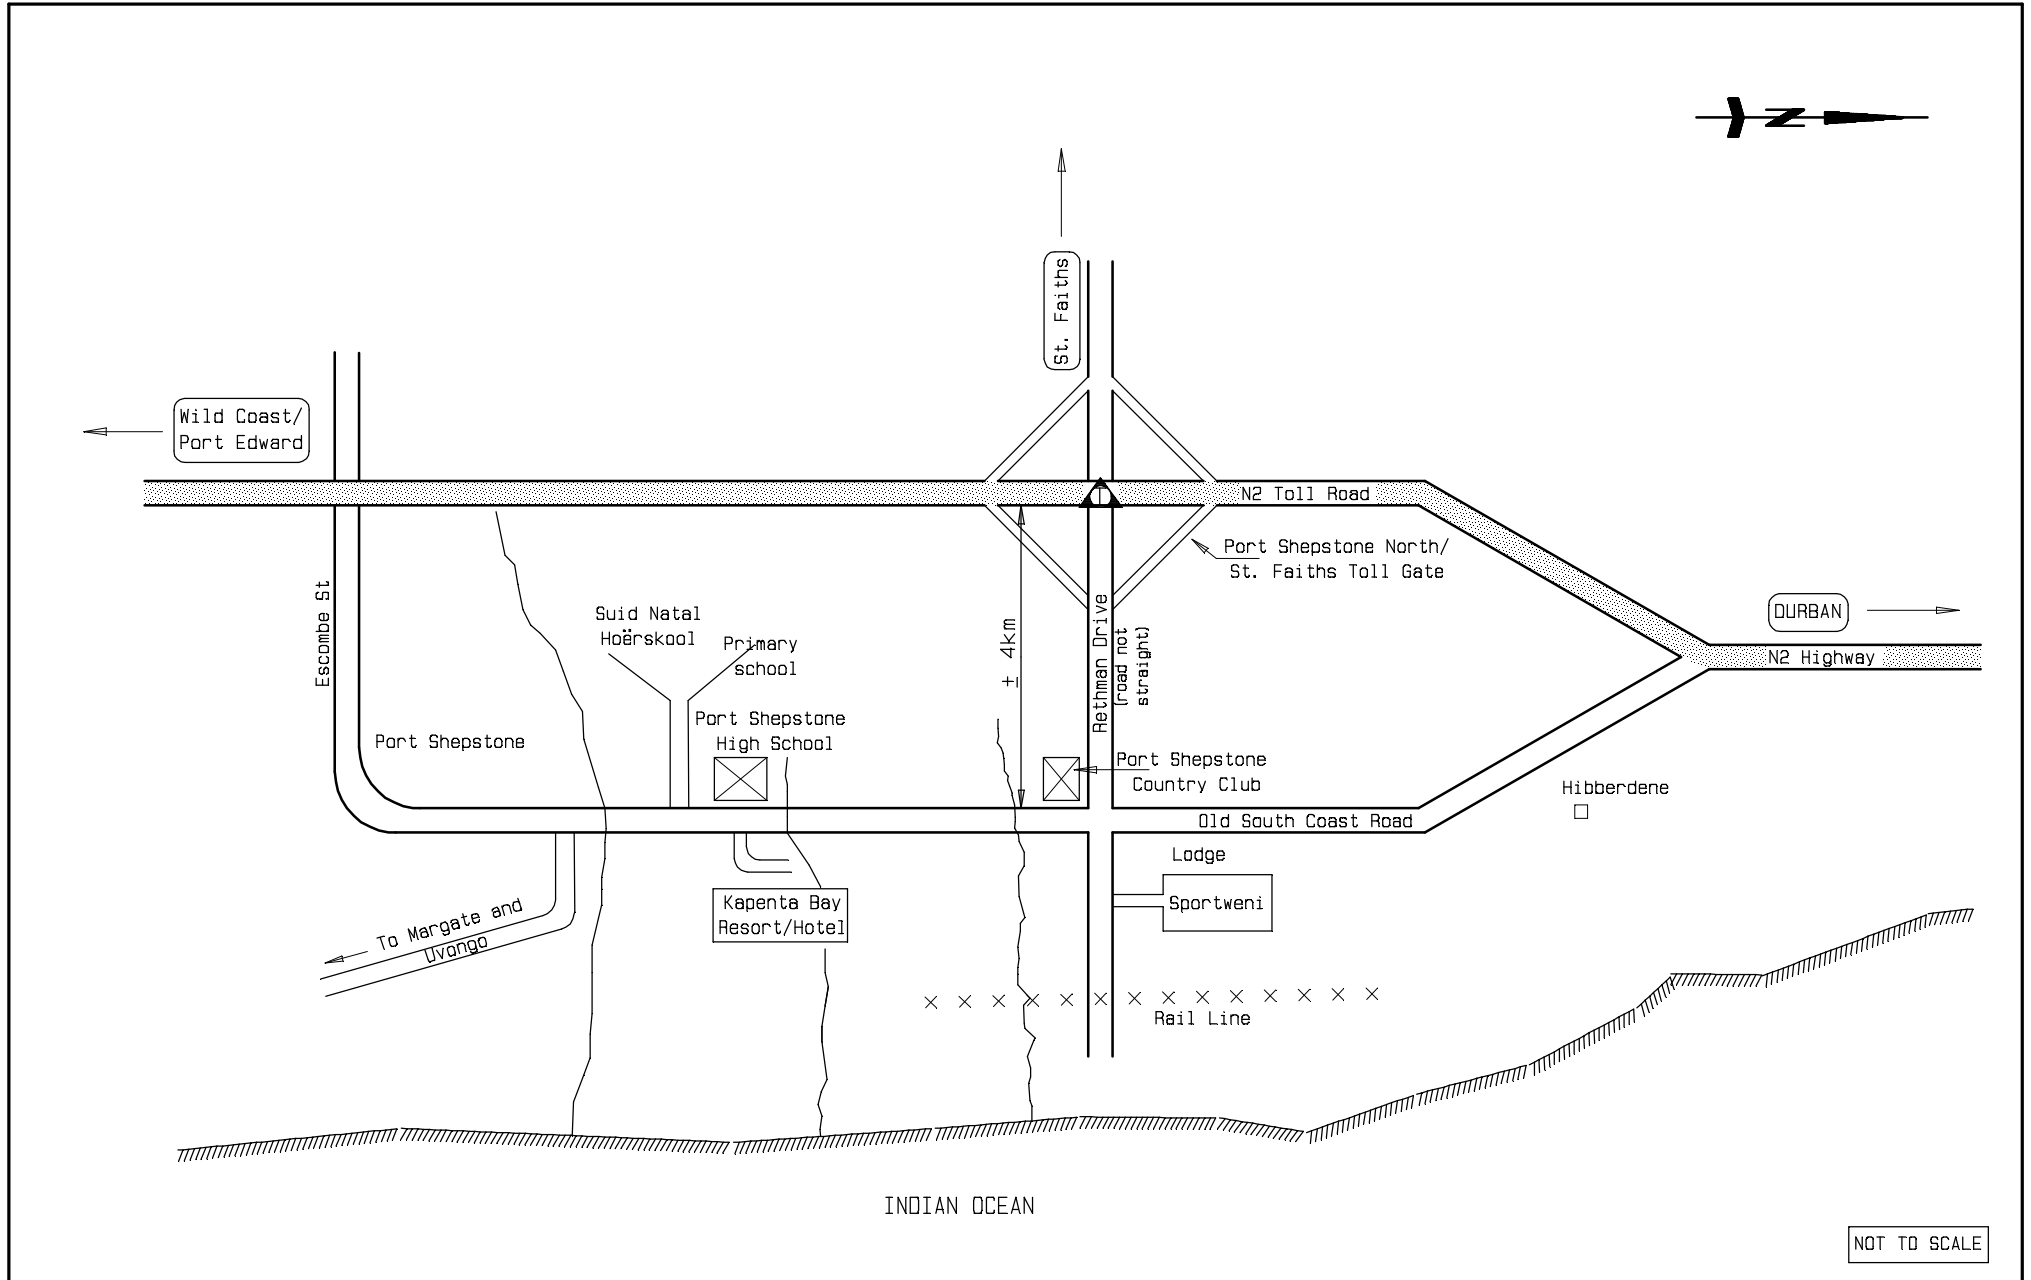 N
St. Faiths
Wild Coast/
Port Edward
N2 Toll Road
Port Shepstone North/
St. Faiths Toll Gate
Escombe St
Suid Natal
Hoërskool
Primary
school
± 4km
Rethman Drive
(road not
straight)
DURBAN
N2 Highway
Port Shepstone
Port Shepstone
High School
Port Shepstone
Country Club
Hibberdene
Old South Coast Road
Lodge
Sportweni
Kapenta Bay
Resort/Hotel
To Margate and
Uvongo
Rail Line
INDIAN OCEAN
NOT TO SCALE